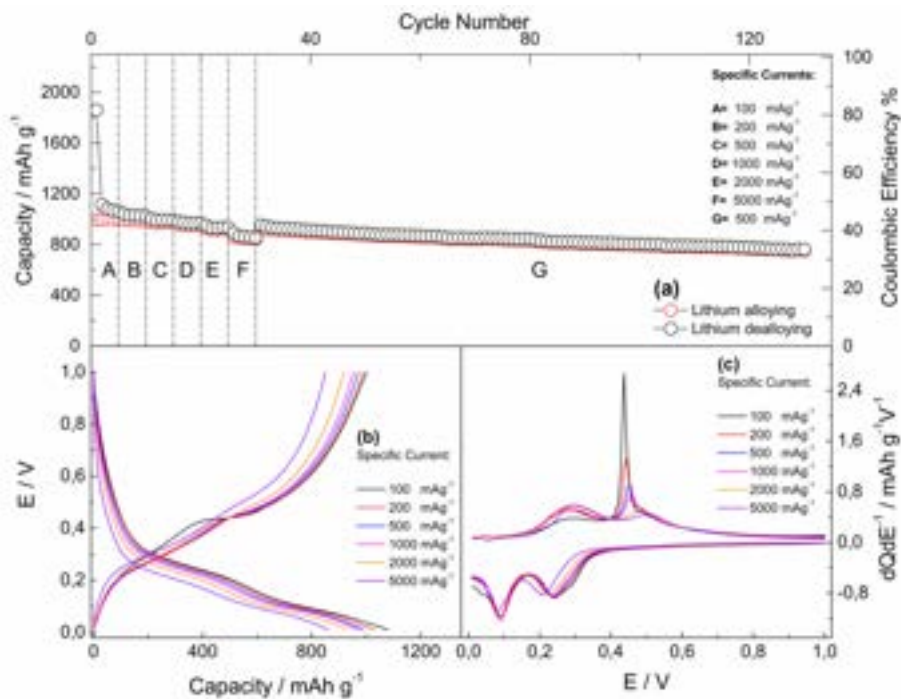 Cycle Number
0 40 80 120
Capacity / mAh g⁻¹
2000
1600
1200
800
400
0
Coulombic Efficiency %
100
80
60
40
20
0
Specific Currents:
A= 100 mAg⁻¹
B= 200 mAg⁻¹
C= 500 mAg⁻¹
D= 1000 mAg⁻¹
E= 2000 mAg⁻¹
F= 5000 mAg⁻¹
G= 500 mAg⁻¹
A B C D E F G
(a)
Lithium alloying
Lithium dealloying
E / V
1,0
0,8
0,6
0,4
0,2
0,0
(b)
Specific Current:
100 mAg⁻¹
200 mAg⁻¹
500 mAg⁻¹
1000 mAg⁻¹
2000 mAg⁻¹
5000 mAg⁻¹
0 400 800 1200
Capacity / mAh g⁻¹
(c)
Specific Current:
100 mAg⁻¹
200 mAg⁻¹
500 mAg⁻¹
1000 mAg⁻¹
2000 mAg⁻¹
5000 mAg⁻¹
2,4
1,6
0,8
0,0
-0,8
dQdE⁻¹ / mAh g⁻¹V⁻¹
0,0 0,2 0,4 0,6 0,8 1,0
E / V